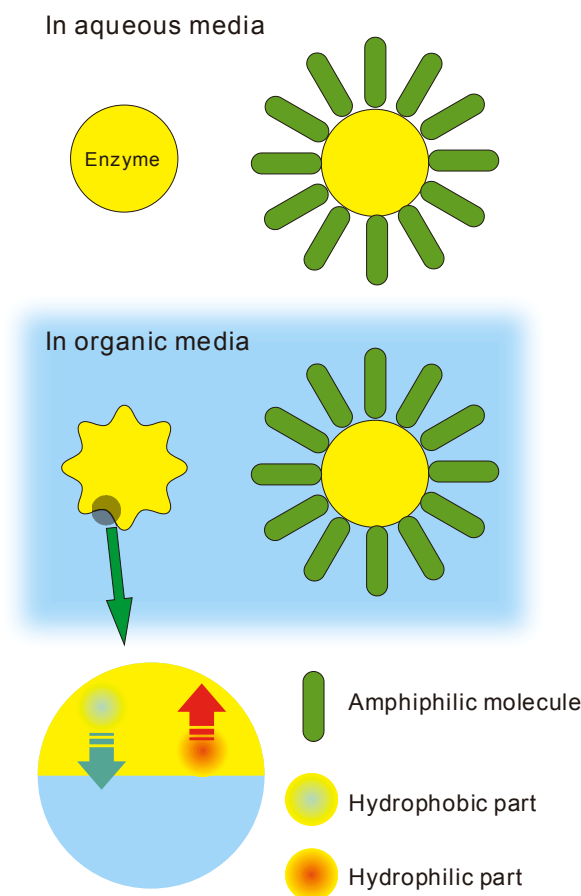 In aqueous media
Enzyme
In organic media
Amphiphilic molecule
Hydrophobic part
Hydrophilic part